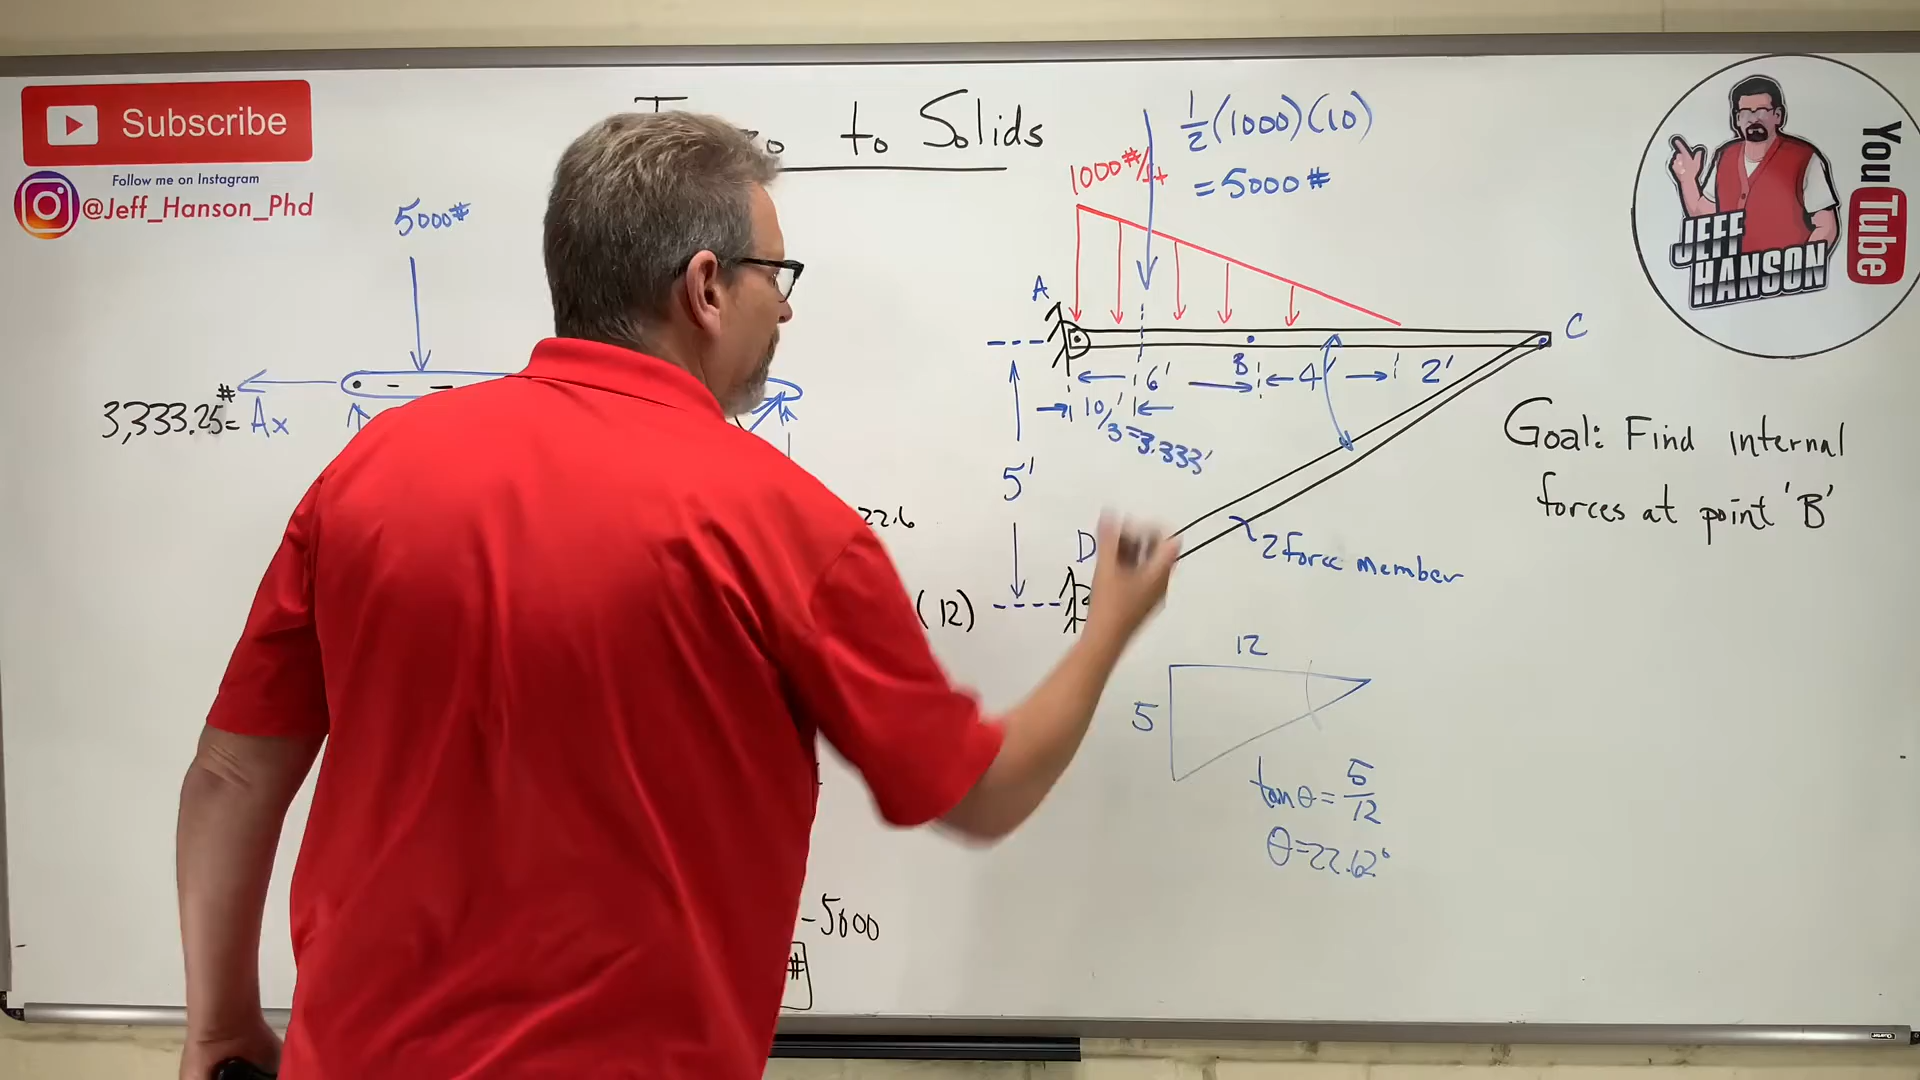 Subscribe
Follow me on Instagram
@Jeff_Hanson_Phd
to Solids
5000#
3,333.25# = Ax
22.6
(12)
-5000
#
1/2(1000)(10)
=5000#
1000#/ft
A
B
C
D
6'
4'
2'
10/3=3.333'
5'
2 force member
Goal: Find internal
forces at point 'B'
12
5
tanθ=5/12
θ=22.62°
JEFF
HANSON
YouTube